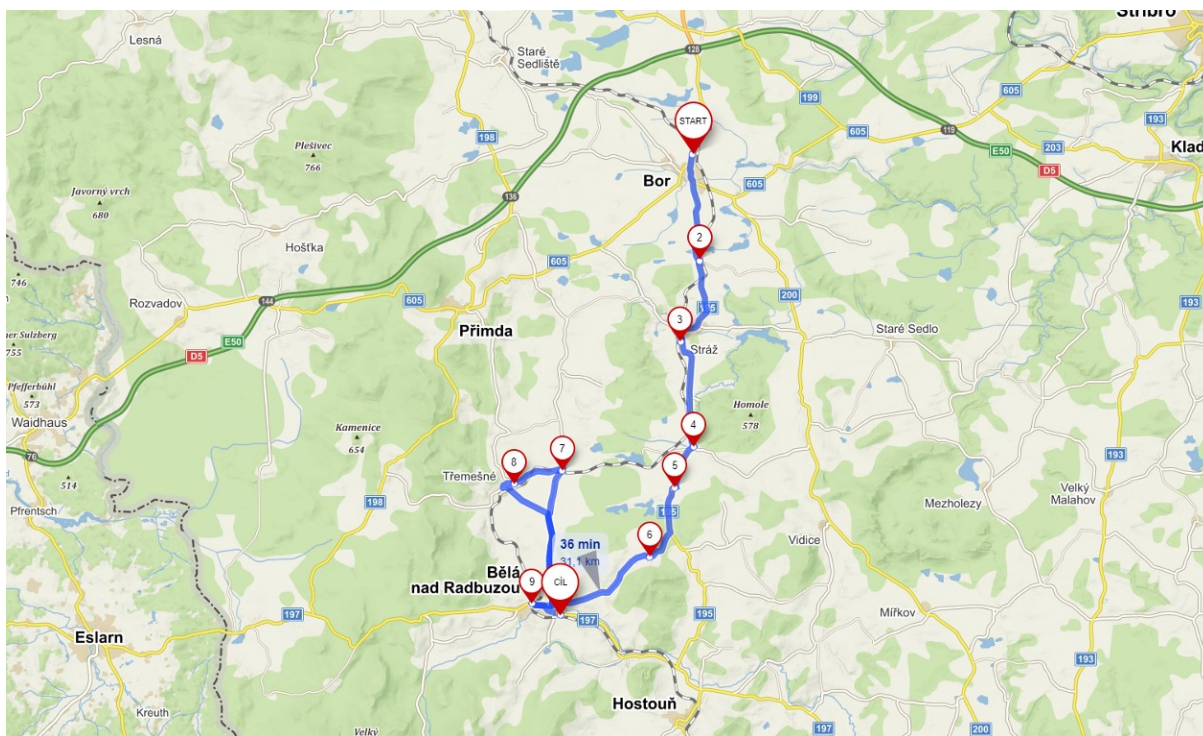 Stříbro
Lesná
128
Staré
Sedliště
605
199
193
START
198
119
203
605
E50
D5
Klad
Plešivec
766
Bor
605
Javorný vrch
680
136
2
Hošťka
605
746
200
Rozvadov
144
605
193
3
Přimda
Staré Sedlo
Stráž
E50
D5
755
Pfefferbühl
573
Homole
578
Waidhaus
4
Kamenice
654
76
7
193
8
5
Třemešné
514
Velký
Malahov
Mezholezy
198
Pfrentsch
6
36 min
31,1 km
Vidice
Bělá
nad Radbuzou
9
CÍL
195
Mířkov
197
197
Eslarn
193
Hostouň
Kreuth
Velký
197
200